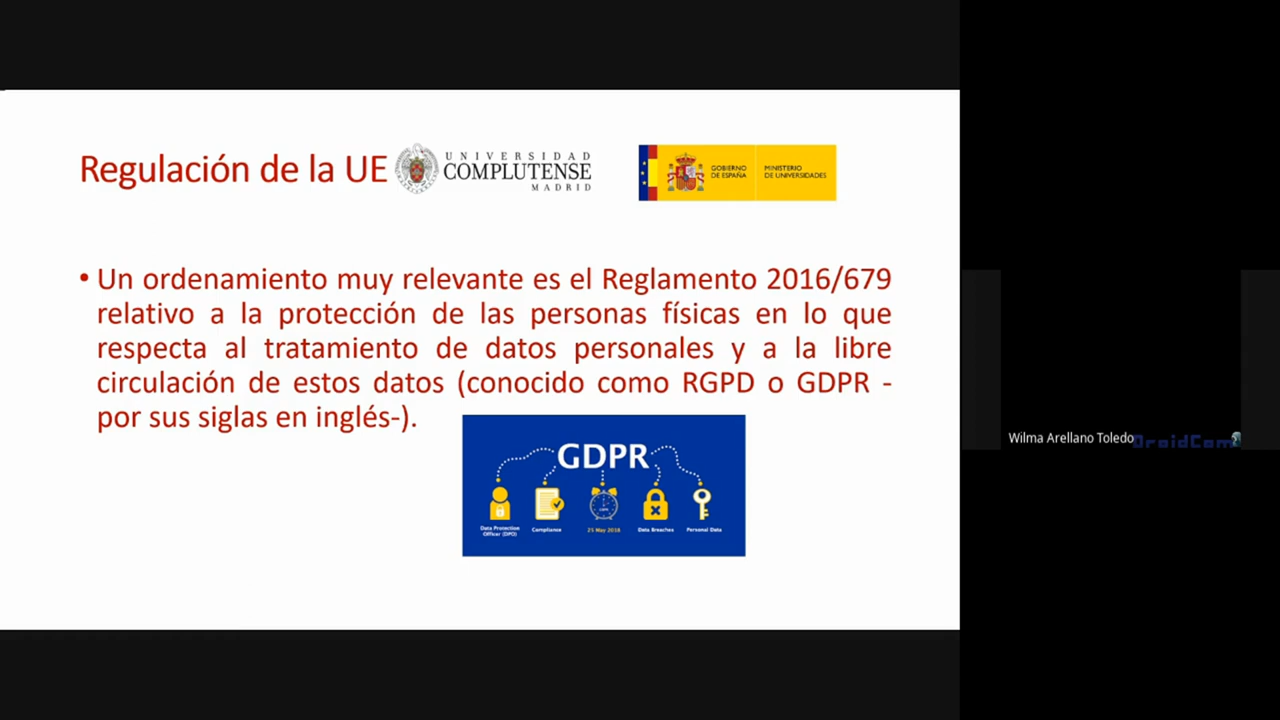 Regulación de la UE
UNIVERSIDAD
COMPLUTENSE
MADRID
GOBIERNO
DE ESPAÑA
MINISTERIO
DE UNIVERSIDADES
• Un ordenamiento muy relevante es el Reglamento 2016/679
relativo a la protección de las personas físicas en lo que
respecta al tratamiento de datos personales y a la libre
circulación de estos datos (conocido como RGPD o GDPR -
por sus siglas en inglés-).
GDPR
Data Protection
Officer (DPO)
Compliance
25 May 2018
Data Breaches
Personal Data
Wilma Arellano Toledo
DroidCam